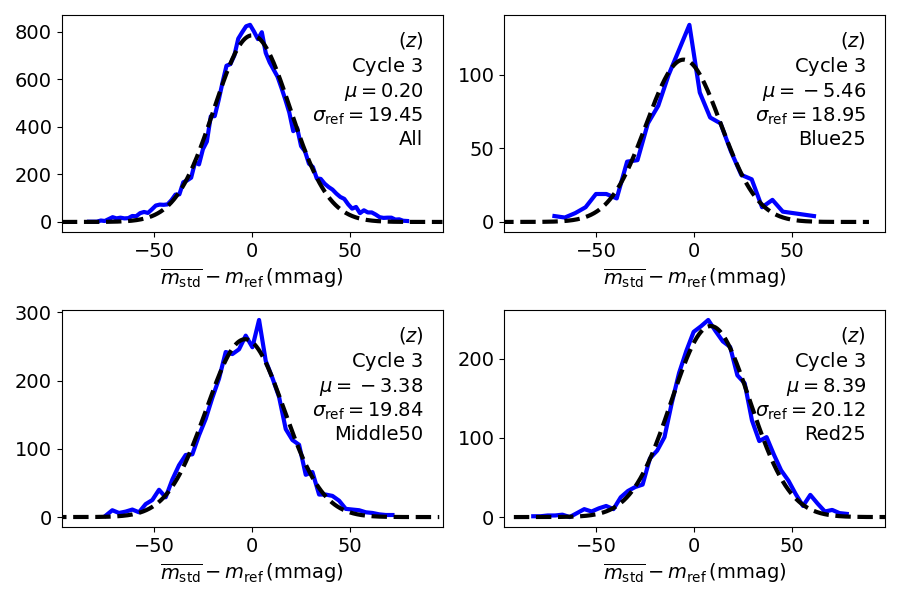 800
600
400
200
0
−50 0 50
(z)
Cycle 3
μ = 0.20
σref = 19.45
All
m̅std − mref (mmag)
100
50
0
−50 0 50
(z)
Cycle 3
μ = −5.46
σref = 18.95
Blue25
m̅std − mref (mmag)
300
200
100
0
−50 0 50
(z)
Cycle 3
μ = −3.38
σref = 19.84
Middle50
m̅std − mref (mmag)
200
100
0
−50 0 50
(z)
Cycle 3
μ = 8.39
σref = 20.12
Red25
m̅std − mref (mmag)